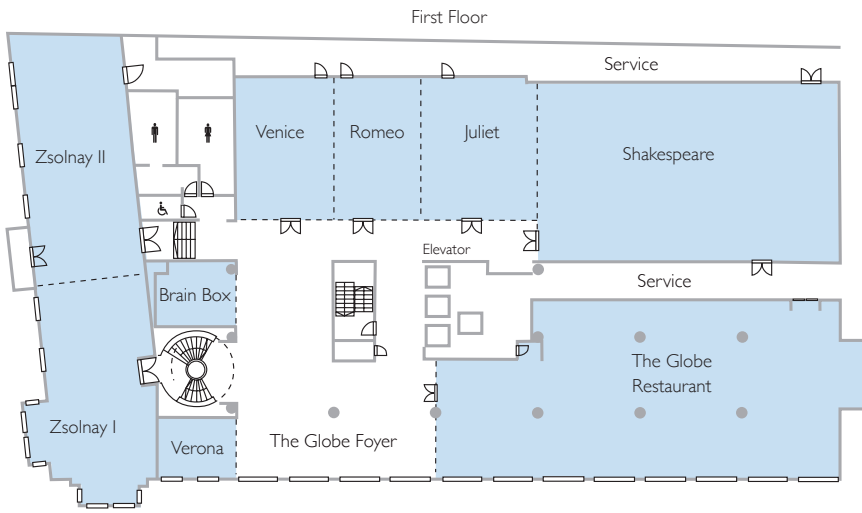 First Floor
Service
Venice
Romeo
Juliet
Shakespeare
Zsolnay II
Elevator
Service
Brain Box
The Globe
Restaurant
Zsolnay I
Verona
The Globe Foyer